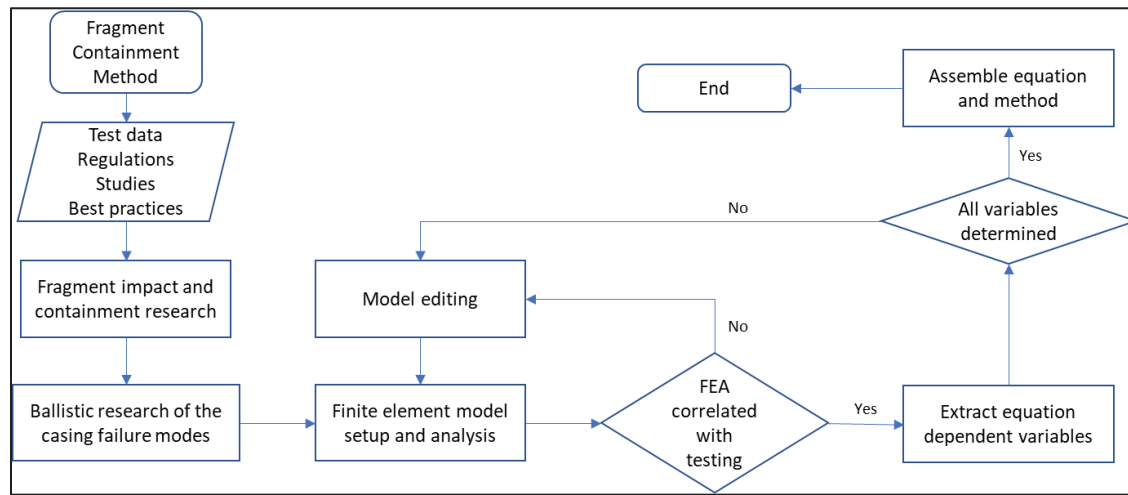 Fragment
Containment
Method
Test data
Regulations
Studies
Best practices
Fragment impact and
containment research
Ballistic research of the
casing failure modes
Model editing
Finite element model
setup and analysis
FEA
correlated
with
testing
No
Yes
Extract equation
dependent variables
All variables
determined
No
Yes
Assemble equation
and method
End